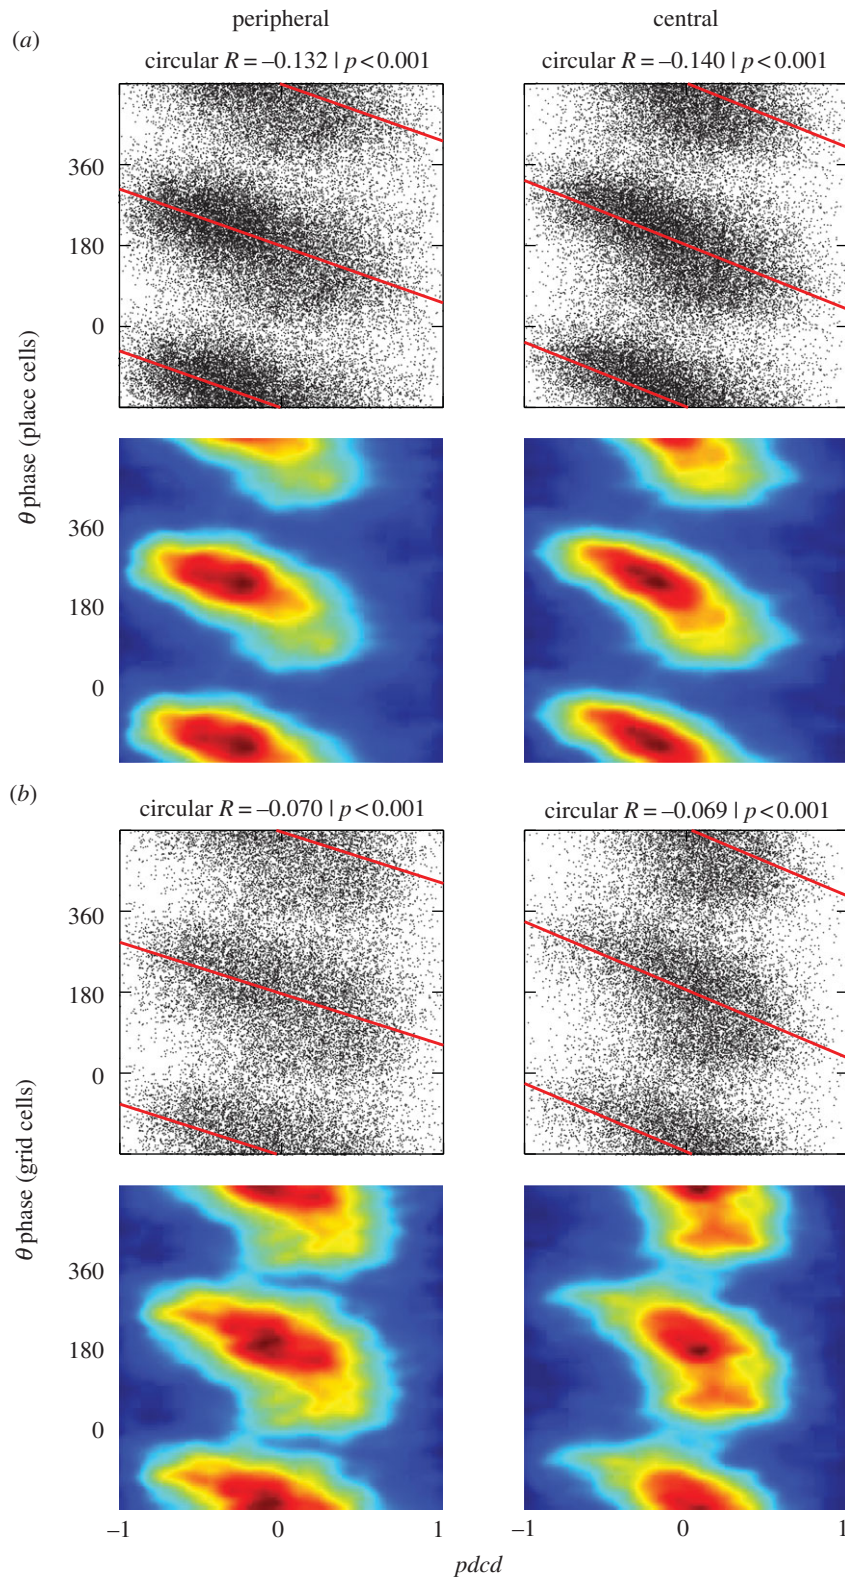 peripheral central
(a)
circular R = –0.132 | p < 0.001 circular R = –0.140 | p < 0.001
360
180
0
θ phase (place cells)
360
180
0
(b)
circular R = –0.070 | p < 0.001 circular R = –0.069 | p < 0.001
360
180
0
θ phase (grid cells)
360
180
0
–1 0 1 –1 0 1
pdcd